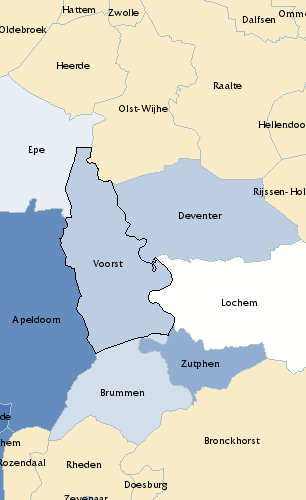 Hattem
Zwolle
Omme
Dalfsen
Oldebroek
Heerde
Raalte
Olst-Wijhe
Hellendoo
Epe
Rijssen-Hol
Deventer
Voorst
Lochem
Apeldoorn
Zutphen
Brummen
de
hem
Bronckhorst
Rozendaal
Rheden
Doesburg
Zevenaar